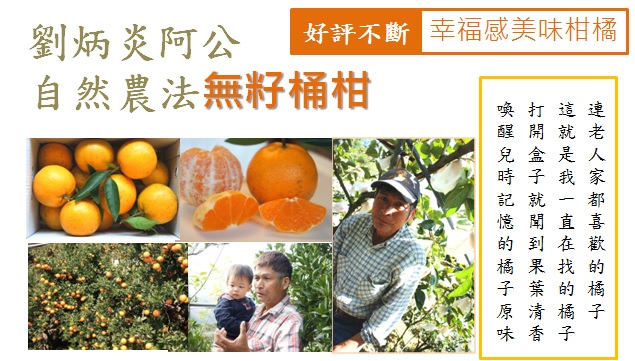 劉炳炎阿公
自然農法無籽桶柑
好評不斷 幸福感美味柑橘
連老人家都喜歡的橘子
這就是我一直在找的橘子
打開盒子就聞到果葉清香
喚醒兒時記憶的橘子原味